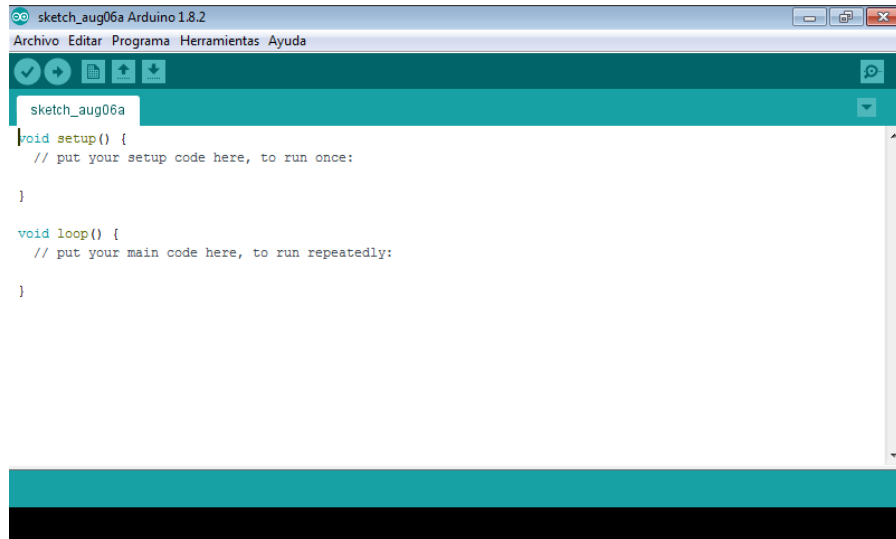 sketch_aug06a Arduino 1.8.2
Archivo Editar Programa Herramientas Ayuda
sketch_aug06a
void setup() {
  // put your setup code here, to run once:
}
void loop() {
  // put your main code here, to run repeatedly:
}